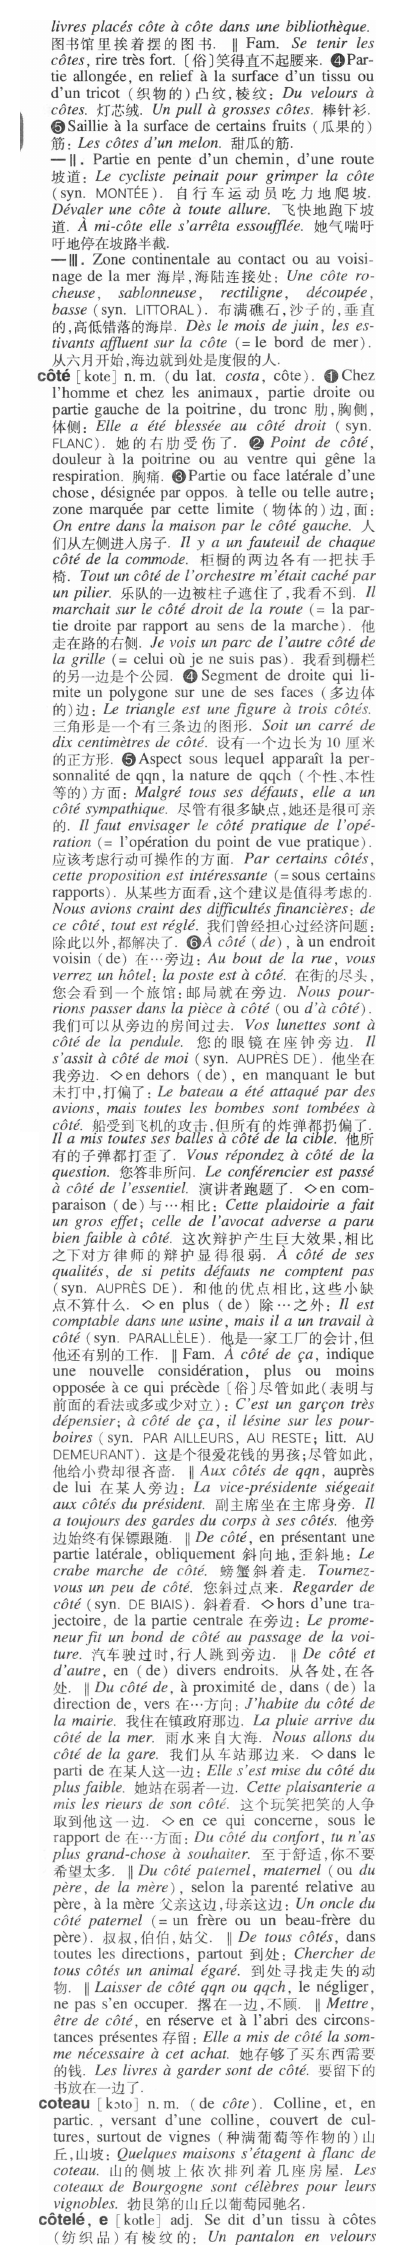 livres placés côte à côte dans une bibliothèque.
图书馆里挨着摆的图书. ‖ Fam. Se tenir les
côtes, rire très fort. 〔俗〕笑得直不起腰来. ❹Par-
tie allongée, en relief à la surface d'un tissu ou
d'un tricot (织物的)凸纹,棱纹: Du velours à
côtes. 灯芯绒. Un pull à grosses côtes. 棒针衫.
❺Saillie à la surface de certains fruits (瓜果的)
筋: Les côtes d'un melon. 甜瓜的筋.
—Ⅱ. Partie en pente d'un chemin, d'une route
坡道: Le cycliste peinait pour grimper la côte
(syn. MONTÉE). 自行车运动员吃力地爬坡.
Dévaler une côte à toute allure. 飞快地跑下坡
道. À mi-côte elle s'arrêta essoufflée. 她气喘吁
吁地停在坡路半截.
—Ⅲ. Zone continentale au contact ou au voisi-
nage de la mer 海岸,海陆连接处: Une côte ro-
cheuse, sablonneuse, rectiligne, découpée,
basse (syn. LITTORAL). 布满礁石,沙子的,垂直
的,高低错落的海岸. Dès le mois de juin, les es-
tivants affluent sur la côte (= le bord de mer).
从六月开始,海边就到处是度假的人.
côté [kote] n. m. (du lat. costa, côte). ❶Chez
l'homme et chez les animaux, partie droite ou
partie gauche de la poitrine, du tronc 肋,胸侧,
体侧: Elle a été blessée au côté droit (syn.
FLANC). 她的右肋受伤了. ❷ Point de côté,
douleur à la poitrine ou au ventre qui gêne la
respiration. 胸痛. ❸Partie ou face latérale d'une
chose, désignée par oppos. à telle ou telle autre;
zone marquée par cette limite (物体的)边,面:
On entre dans la maison par le côté gauche. 人
们从左侧进入房子. Il y a un fauteuil de chaque
côté de la commode. 柜橱的两边各有一把扶手
椅. Tout un côté de l'orchestre m'était caché par
un pilier. 乐队的一边被柱子遮住了,我看不到. Il
marchait sur le côté droit de la route (= la par-
tie droite par rapport au sens de la marche). 他
走在路的右侧. Je vois un parc de l'autre côté de
la grille (= celui où je ne suis pas). 我看到栅栏
的另一边是个公园. ❹Segment de droite qui li-
mite un polygone sur une de ses faces (多边体
的)边: Le triangle est une figure à trois côtés.
三角形是一个有三条边的图形. Soit un carré de
dix centimètres de côté. 设有一个边长为 10 厘米
的正方形. ❺Aspect sous lequel apparaît la per-
sonnalité de qqn, la nature de qqch (个性、本性
等的)方面: Malgré tous ses défauts, elle a un
côté sympathique. 尽管有很多缺点,她还是很可亲
的. Il faut envisager le côté pratique de l'opé-
ration (= l'opération du point de vue pratique).
应该考虑行动可操作的方面. Par certains côtés,
cette proposition est intéressante (=sous certains
rapports). 从某些方面看,这个建议是值得考虑的.
Nous avions craint des difficultés financières; de
ce côté, tout est réglé. 我们曾经担心过经济问题;
除此以外,都解决了. ❻À côté (de), à un endroit
voisin (de) 在…旁边: Au bout de la rue, vous
verrez un hôtel; la poste est à côté. 在街的尽头,
您会看到一个旅馆;邮局就在旁边. Nous pour-
rions passer dans la pièce à côté (ou d'à côté).
我们可以从旁边的房间过去. Vos lunettes sont à
côté de la pendule. 您的眼镜在座钟旁边. Il
s'assit à côté de moi (syn. AUPRÈS DE). 他坐在
我旁边. ◇en dehors (de), en manquant le but
未打中,打偏了: Le bateau a été attaqué par des
avions, mais toutes les bombes sont tombées à
côté. 船受到飞机的攻击,但所有的炸弹都扔偏了.
Il a mis toutes ses balles à côté de la cible. 他所
有的子弹都打歪了. Vous répondez à côté de la
question. 您答非所问. Le conférencier est passé
à côté de l'essentiel. 演讲者跑题了. ◇en com-
paraison (de)与…相比: Cette plaidoirie a fait
un gros effet; celle de l'avocat adverse a paru
bien faible à côté. 这次辩护产生巨大效果,相比
之下对方律师的辩护显得很弱. À côté de ses
qualités, de si petits défauts ne comptent pas
(syn. AUPRÈS DE). 和他的优点相比,这些小缺
点不算什么. ◇en plus (de) 除…之外: Il est
comptable dans une usine, mais il a un travail à
côté (syn. PARALLÈLE). 他是一家工厂的会计,但
他还有别的工作. ‖ Fam. À côté de ça, indique
une nouvelle considération, plus ou moins
opposée à ce qui précède 〔俗〕尽管如此(表明与
前面的看法或多或少对立): C'est un garçon très
dépensier; à côté de ça, il lésine sur les pour-
boires (syn. PAR AILLEURS, AU RESTE; litt. AU
DEMEURANT). 这是个很爱花钱的男孩;尽管如此,
他给小费却很吝啬. ‖ Aux côtés de qqn, auprès
de lui 在某人旁边: La vice-présidente siégeait
aux côtés du président. 副主席坐在主席身旁. Il
a toujours des gardes du corps à ses côtés. 他旁
边始终有保镖跟随. ‖ De côté, en présentant une
partie latérale, obliquement 斜向地,歪斜地: Le
crabe marche de côté. 螃蟹斜着走. Tournez-
vous un peu de côté. 您斜过点来. Regarder de
côté (syn. DE BIAIS). 斜着看. ◇hors d'une tra-
jectoire, de la partie centrale 在旁边: Le prome-
neur fit un bond de côté au passage de la voi-
ture. 汽车驶过时,行人跳到旁边. ‖ De côté et
d'autre, en (de) divers endroits. 从各处,在各
处. ‖ Du côté de, à proximité de, dans (de) la
direction de, vers 在…方向: J'habite du côté de
la mairie. 我住在镇政府那边. La pluie arrive du
côté de la mer. 雨水来自大海. Nous allons du
côté de la gare. 我们从车站那边来. ◇dans le
parti de 在某人这一边: Elle s'est mise du côté du
plus faible. 她站在弱者一边. Cette plaisanterie a
mis les rieurs de son côté. 这个玩笑把笑的人争
取到他这一边. ◇en ce qui concerne, sous le
rapport de 在…方面: Du côté du confort, tu n'as
plus grand-chose à souhaiter. 至于舒适,你不要
希望太多. ‖ Du côté paternel, maternel (ou du
père, de la mère), selon la parenté relative au
père, à la mère 父亲这边,母亲这边: Un oncle du
côté paternel (= un frère ou un beau-frère du
père). 叔叔,伯伯,姑父. ‖ De tous côtés, dans
toutes les directions, partout 到处: Chercher de
tous côtés un animal égaré. 到处寻找走失的动
物. ‖ Laisser de côté qqn ou qqch, le négliger,
ne pas s'en occuper. 撂在一边,不顾. ‖ Mettre,
être de côté, en réserve et à l'abri des circons-
tances présentes 存留: Elle a mis de côté la som-
me nécessaire à cet achat. 她存够了买东西需要
的钱. Les livres à garder sont de côté. 要留下的
书放在一边了.
coteau [kɔto] n. m. (de côte). Colline, et, en
partic., versant d'une colline, couvert de cul-
tures, surtout de vignes (种满葡萄等作物的)山
丘,山坡: Quelques maisons s'étagent à flanc de
coteau. 山的侧坡上依次排列着几座房屋. Les
coteaux de Bourgogne sont célèbres pour leurs
vignobles. 勃艮第的山丘以葡萄园驰名.
côtelé, e [kotle] adj. Se dit d'un tissu à côtes
(纺织品)有棱纹的: Un pantalon en velours